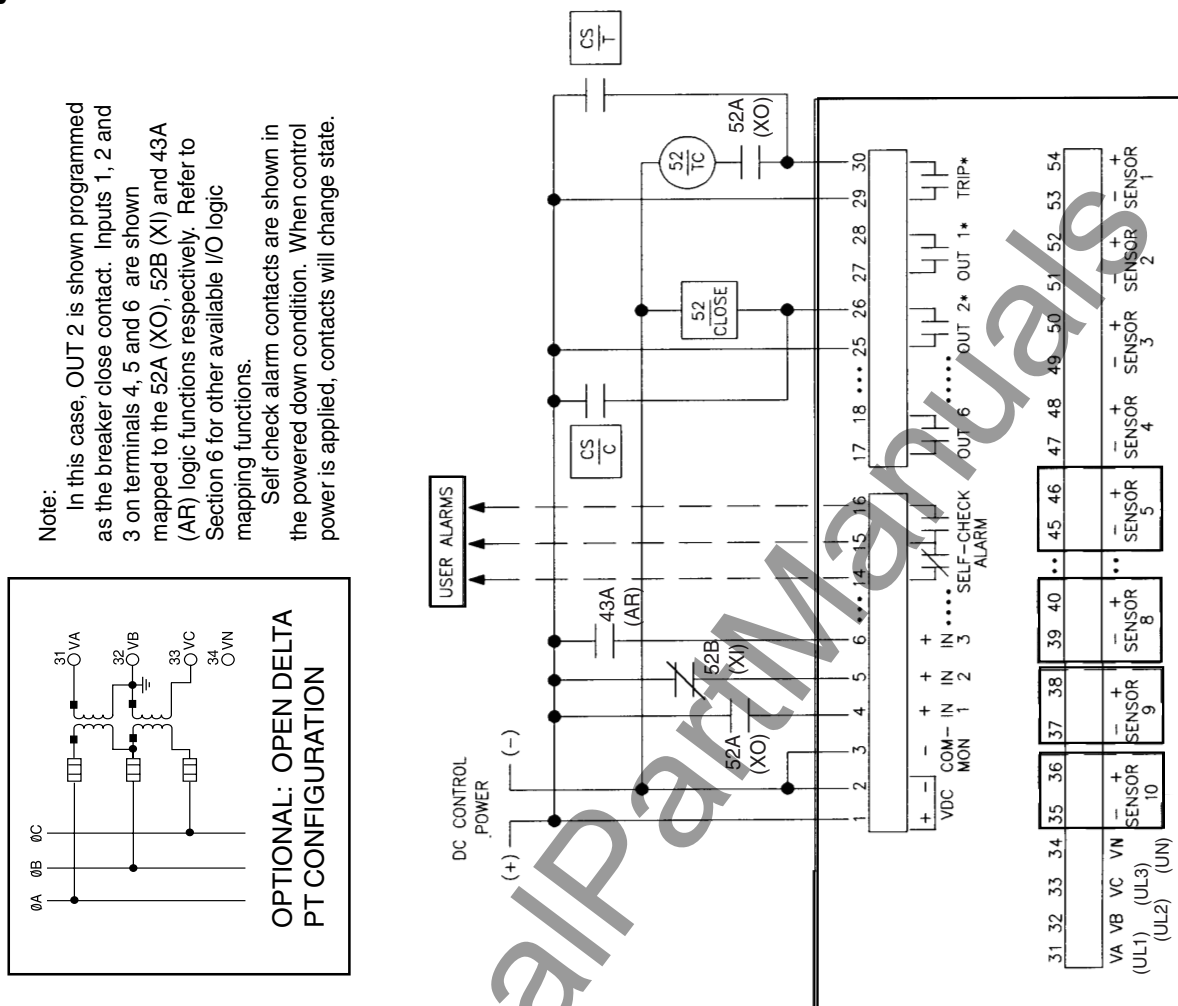 Note:
In this case, OUT 2 is shown programmed
as the breaker close contact. Inputs 1, 2 and
3 on terminals 4, 5 and 6 are shown
mapped to the 52A (XO), 52B (XI) and 43A
(AR) logic functions respectively. Refer to
Section 6 for other available I/O logic
mapping functions.
Self check alarm contacts are shown in
the powered down condition. When control
power is applied, contacts will change state.
ØA
ØB
ØC
31
VA
32
VB
33
VC
34
VN
OPTIONAL: OPEN DELTA
PT CONFIGURATION
CS
T
52
TC
52A
(XO)
52
CLOSE
CS
C
USER ALARMS
43A
(AR)
52B
(XI)
52A
(XO)
DC CONTROL
POWER
(+)
(-)
1 2 3 4 5 6 •••• 14 15 16
17 18 •••• 25 26 27 28 29 30
+ - - + + +
VDC
COM-
MON
IN
1
IN
2
IN
3
SELF-CHECK
ALARM
OUT 6
OUT 2*
OUT 1*
TRIP*
31 32 33 34 35 36 37 38 39 40 •• 45 46 47 48 49 50 51 52 53 54
VA VB VC VN
(UL1)
(UL2)
(UL3)
(UN)
- +
SENSOR
10
- +
SENSOR
9
- +
SENSOR
8
- +
SENSOR
5
- +
SENSOR
4
- +
SENSOR
3
- +
SENSOR
2
- +
SENSOR
1
alPartManuals